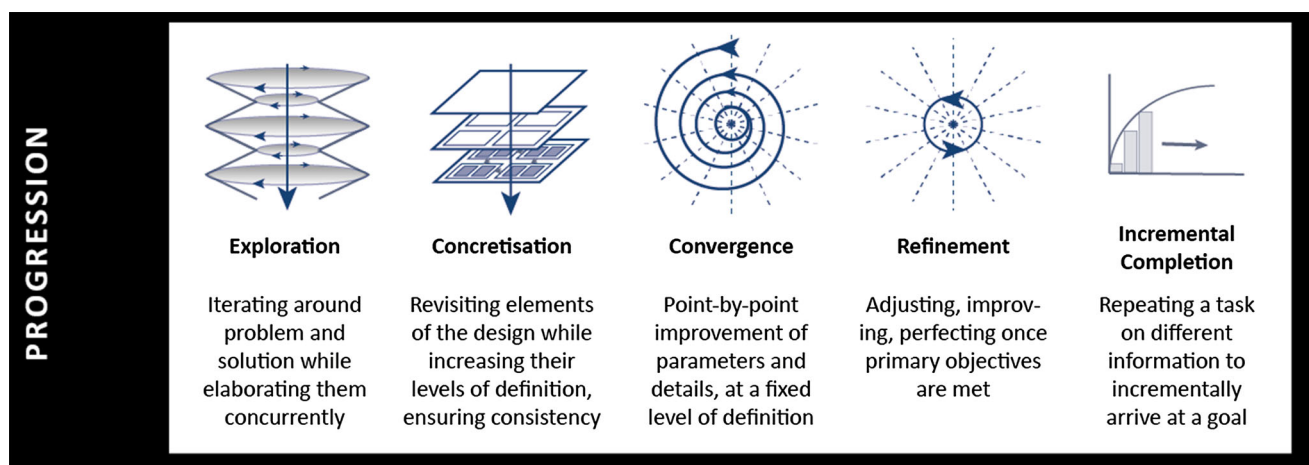 PROGRESSION
Exploration
Iterating around
problem and
solution while
elaborating them
concurrently
Concretisation
Revisiting elements
of the design while
increasing their
levels of definition,
ensuring consistency
Convergence
Point-by-point
improvement of
parameters and
details, at a fixed
level of definition
Refinement
Adjusting, improv-
ing, perfecting once
primary objectives
are met
Incremental
Completion
Repeating a task
on different
information to
incrementally
arrive at a goal